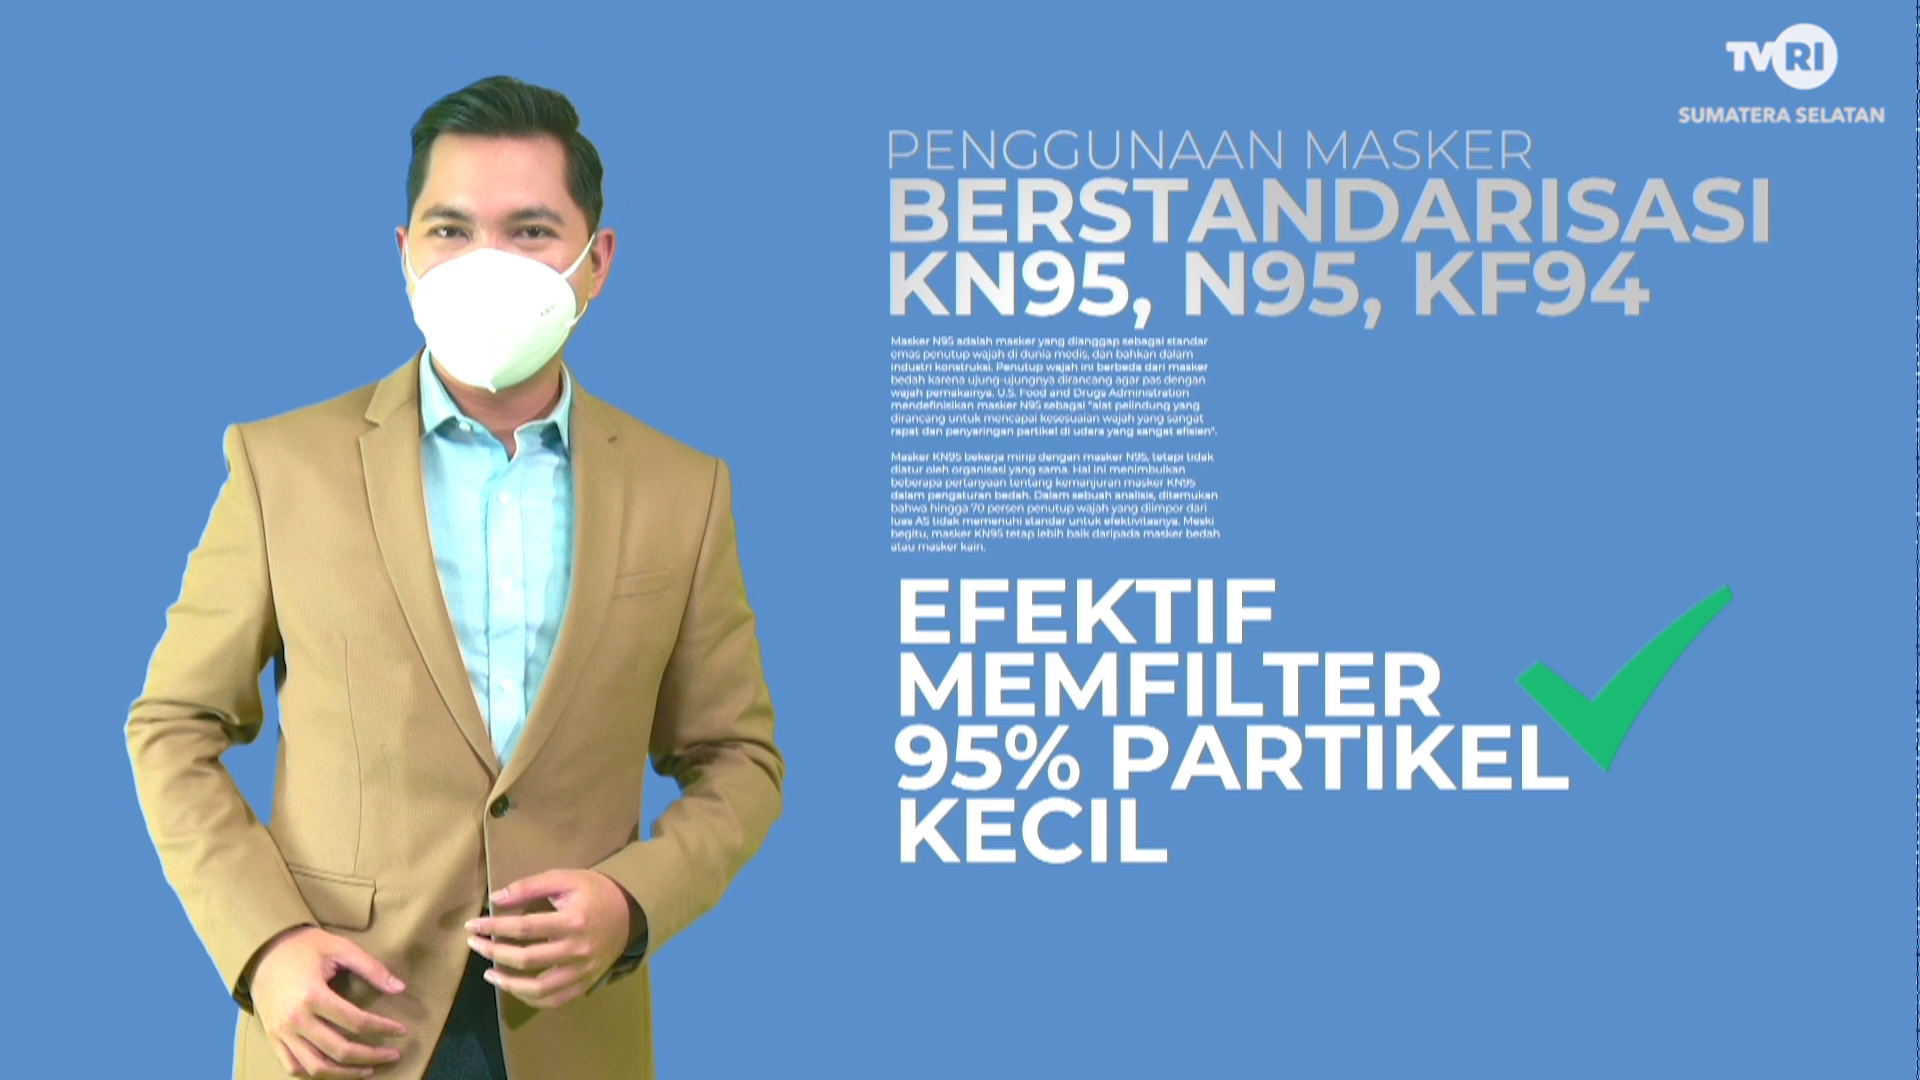 TVRI
SUMATERA SELATAN
PENGGUNAAN MASKER
BERSTANDARISASI
KN95, N95, KF94
Masker N95 adalah masker yang dianggap sebagai standar
emas penutup wajah di dunia medis, dan bahkan dalam
industri konstruksi. Penutup wajah ini berbeda dari masker
bedah karena ujung-ujungnya dirancang agar pas dengan
wajah pemakainya. U.S. Food and Drugs Administration
mendefinisikan masker N95 sebagai "alat pelindung yang
dirancang untuk mencapai kesesuaian wajah yang sangat
rapat dan penyaringan partikel di udara yang sangat efisien".
Masker KN95 bekerja mirip dengan masker N95, tetapi tidak
diatur oleh organisasi yang sama. Hal ini menimbulkan
beberapa pertanyaan tentang kemanjuran masker KN95
dalam pengaturan bedah. Dalam sebuah analisis, ditemukan
bahwa hingga 70 persen penutup wajah yang diimpor dari
luas AS tidak memenuhi standar untuk efektivitasnya. Meski
begitu, masker KN95 tetap lebih baik daripada masker bedah
atau masker kain.
EFEKTIF
MEMFILTER
95% PARTIKEL
KECIL